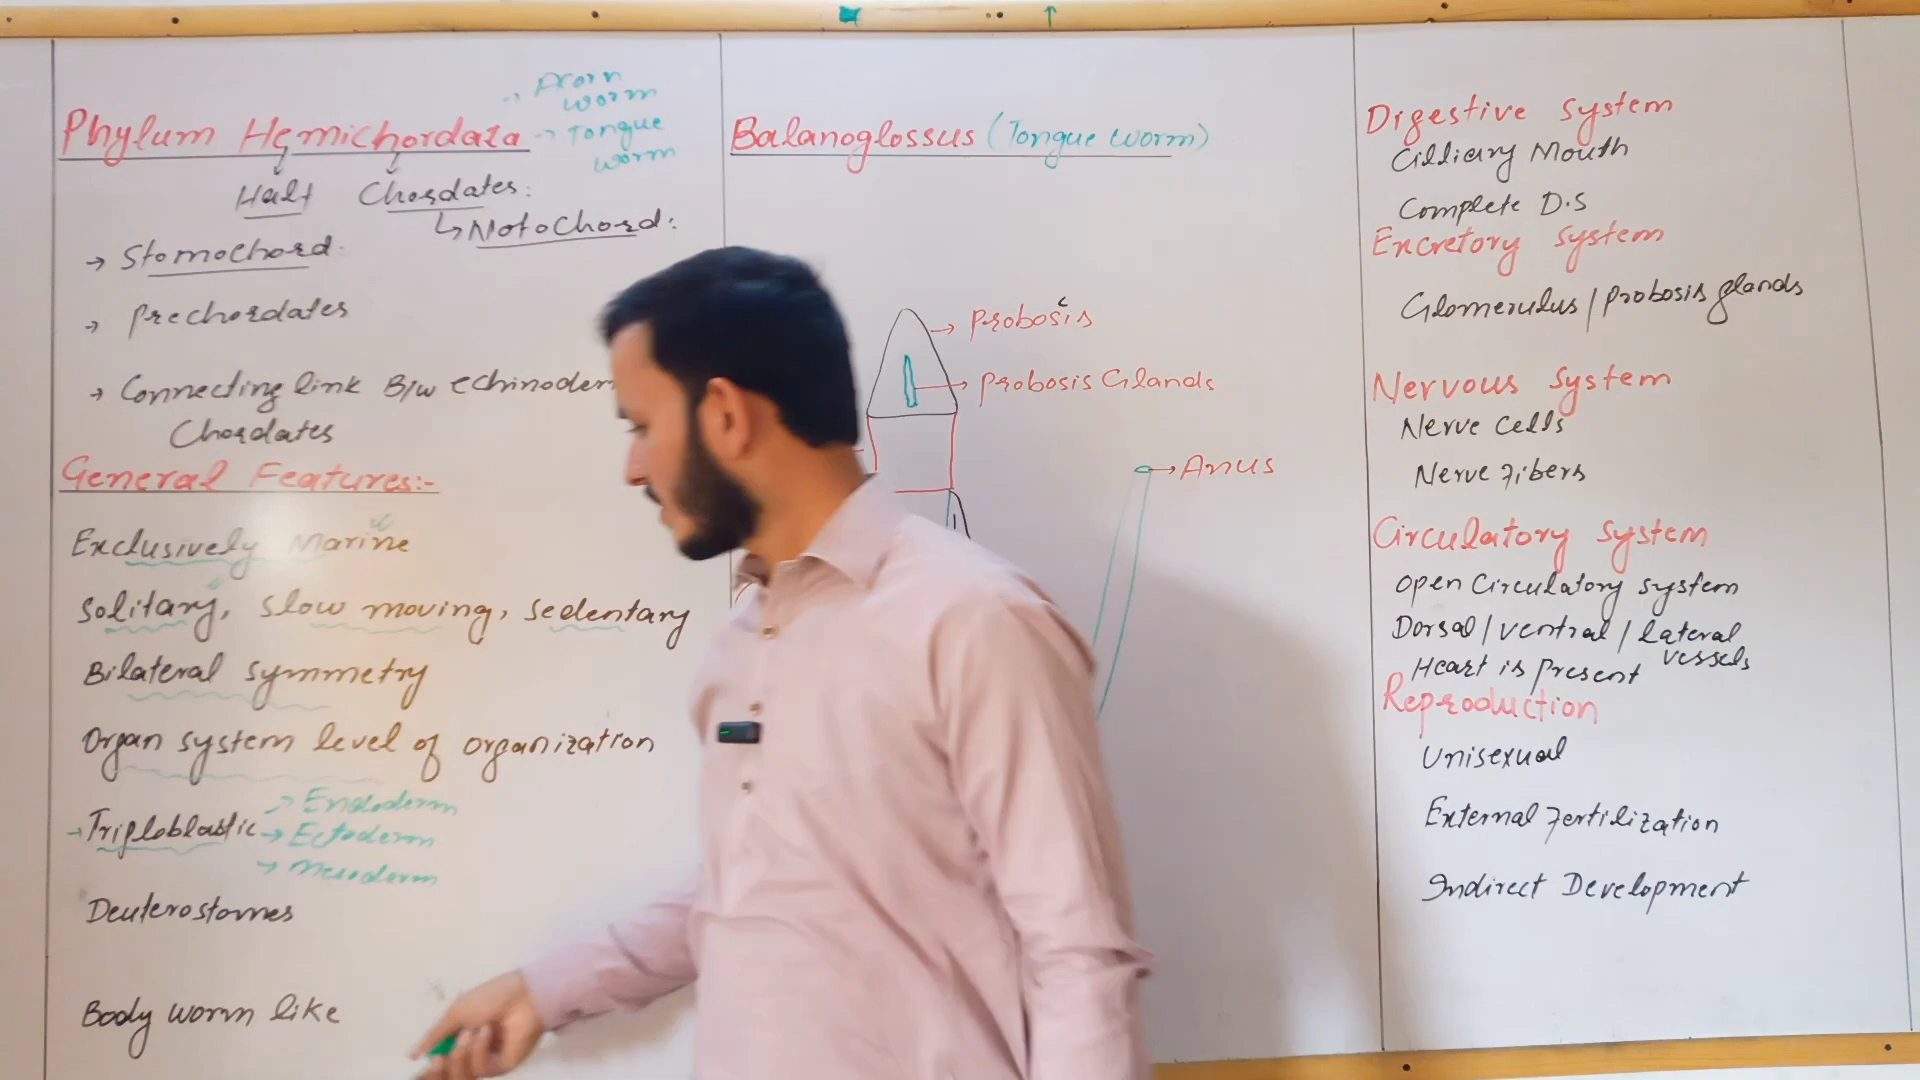 Acorn
worm
Phylum Hemichordata
Tongue
worm
Half Chordates:
Notochord:
→ Stomochord:
→ Prechordates
→ Connecting link B/w echinoderm
Chordates
General Features:-
Exclusively Marine
Solitary, Slow moving, Sedentary
Bilateral symmetry
Organ system level of organization
→ Endoderm
→ Triploblastic → Ectoderm
→ Mesoderm
Deuterostomes
Body worm like
Balanoglossus (Tongue worm)
→ Probosis
c
→ Probosis Glands
→ Anus
Digestive System
Cilliary Mouth
Complete D.S
Excretory System
Glomerulus / Probosis glands
Nervous System
Nerve Cells
Nerve Fibers
Circulatory System
Open Circulatory System
Dorsal / ventral / lateral
vessels
Heart is Present
Reproduction
Unisexual
External Fertilization
Indirect Development